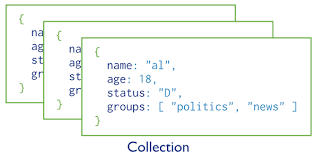 {
na
ag
st
gr
}
{
na
ag
st
gr
}
{
name: "al",
age: 18,
status: "D",
groups: [ "politics", "news" ]
}
Collection